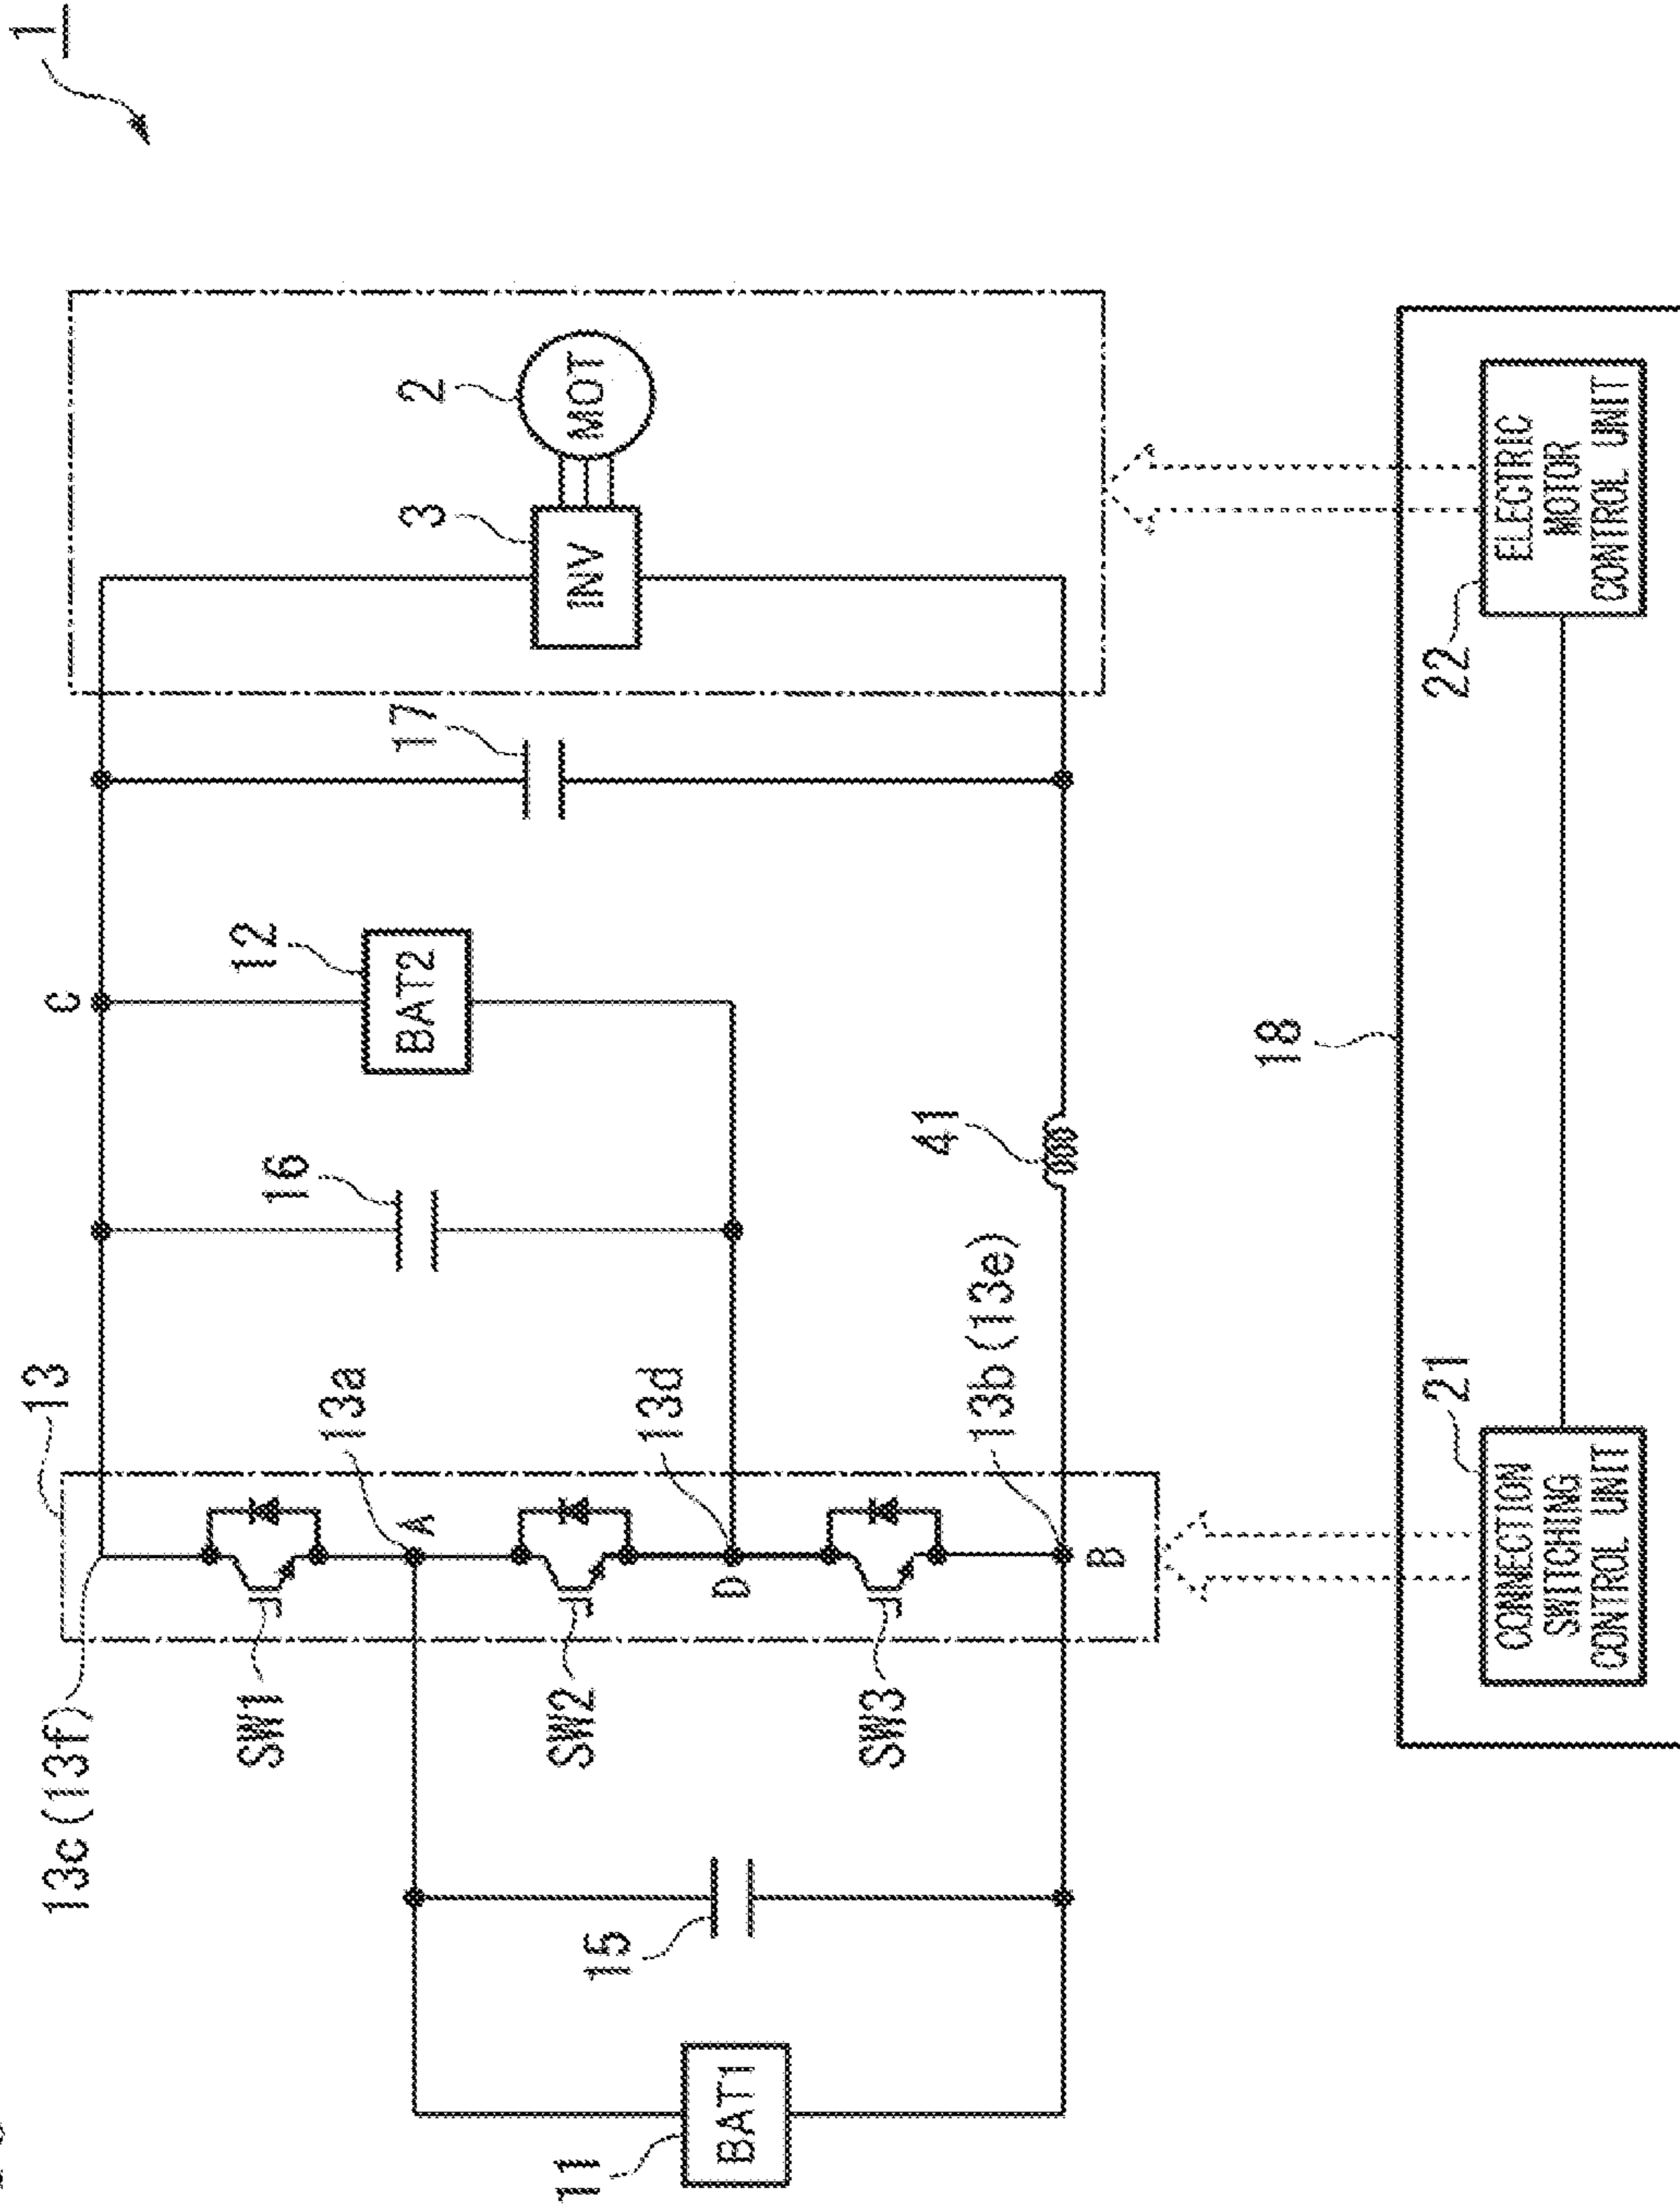 1
13c(13f)
13
C
12
16
17
2
MOT
3
INV
SW1
13a
A
BAT2
SW2
13d
D
SW3
13b(13e)
B
41
15
11
BAT1
18
21
CONNECTION
SWITCHING
CONTROL UNIT
22
ELECTRIC
MOTOR
CONTROL UNIT